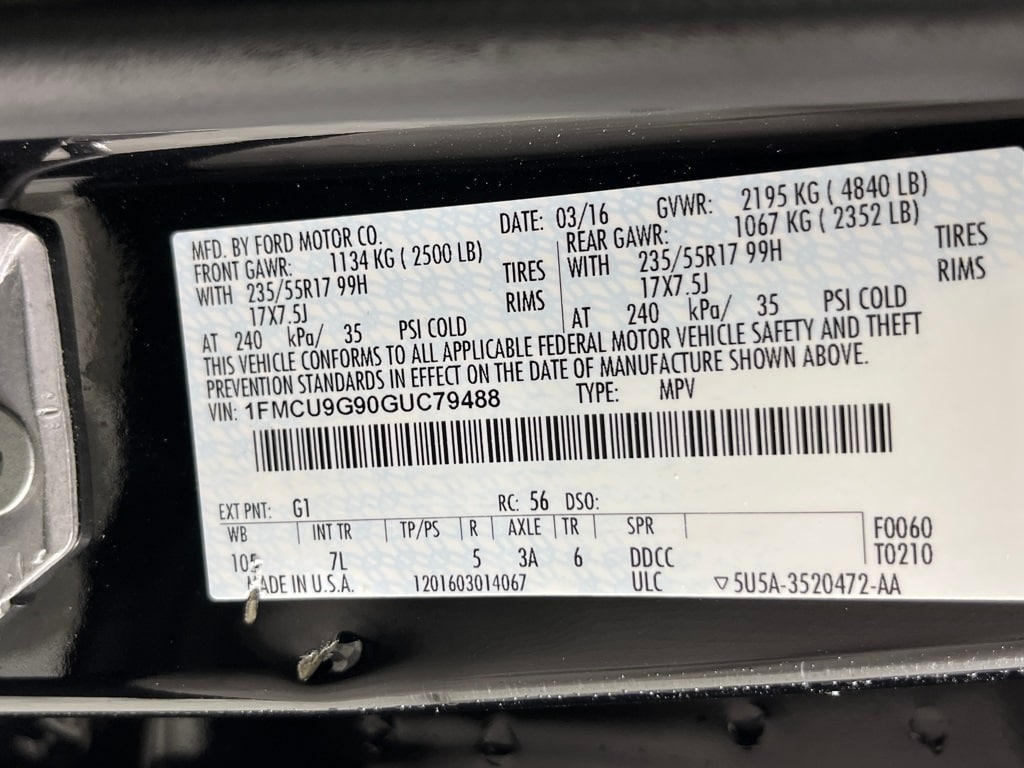 MFD. BY FORD MOTOR CO. DATE: 03/16 GVWR: 2195 KG ( 4840 LB)
FRONT GAWR: 1134 KG ( 2500 LB) REAR GAWR: 1067 KG ( 2352 LB)
WITH 235/55R17 99H TIRES WITH 235/55R17 99H TIRES
17X7.5J RIMS 17X7.5J RIMS
AT 240 kPa/ 35 PSI COLD AT 240 kPa/ 35 PSI COLD
THIS VEHICLE CONFORMS TO ALL APPLICABLE FEDERAL MOTOR VEHICLE SAFETY AND THEFT
PREVENTION STANDARDS IN EFFECT ON THE DATE OF MANUFACTURE SHOWN ABOVE.
VIN: 1FMCU9G90GUC79488 TYPE: MPV
EXT PNT: G1 RC: 56 DSO:
WB INT TR TP/PS R AXLE TR SPR F0060
105 7L 5 3A 6 DDCC T0210
MADE IN U.S.A. 1201603014067 ULC ▽5U5A-3520472-AA